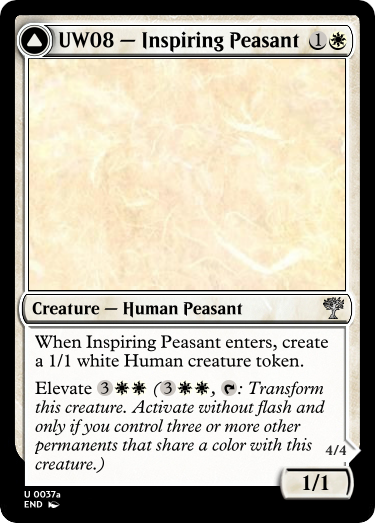 UW08 — Inspiring Peasant 1
Creature — Human Peasant
When Inspiring Peasant enters, create
a 1/1 white Human creature token.
Elevate 3 (3, : Transform
this creature. Activate without flash and
only if you control three or more other
permanents that share a color with this
creature.)
4/4
1/1
U 0037a
END